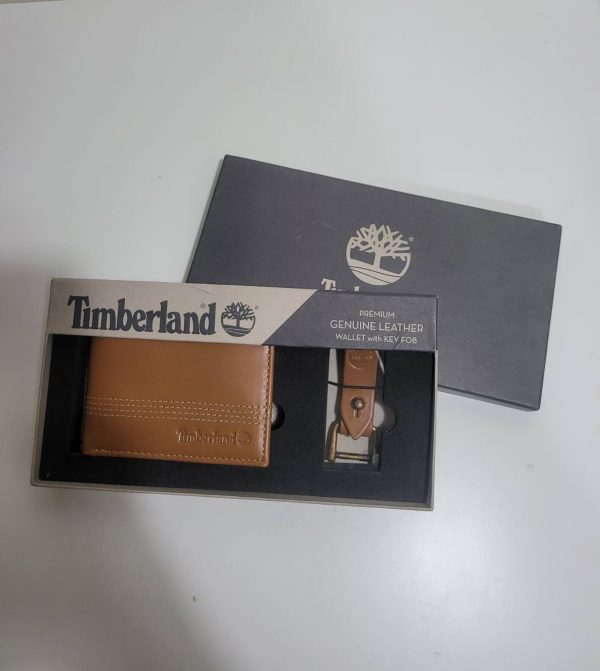 Timberland®
PREMIUM
GENUINE LEATHER
WALLET with KEY FOB
Timberland
®